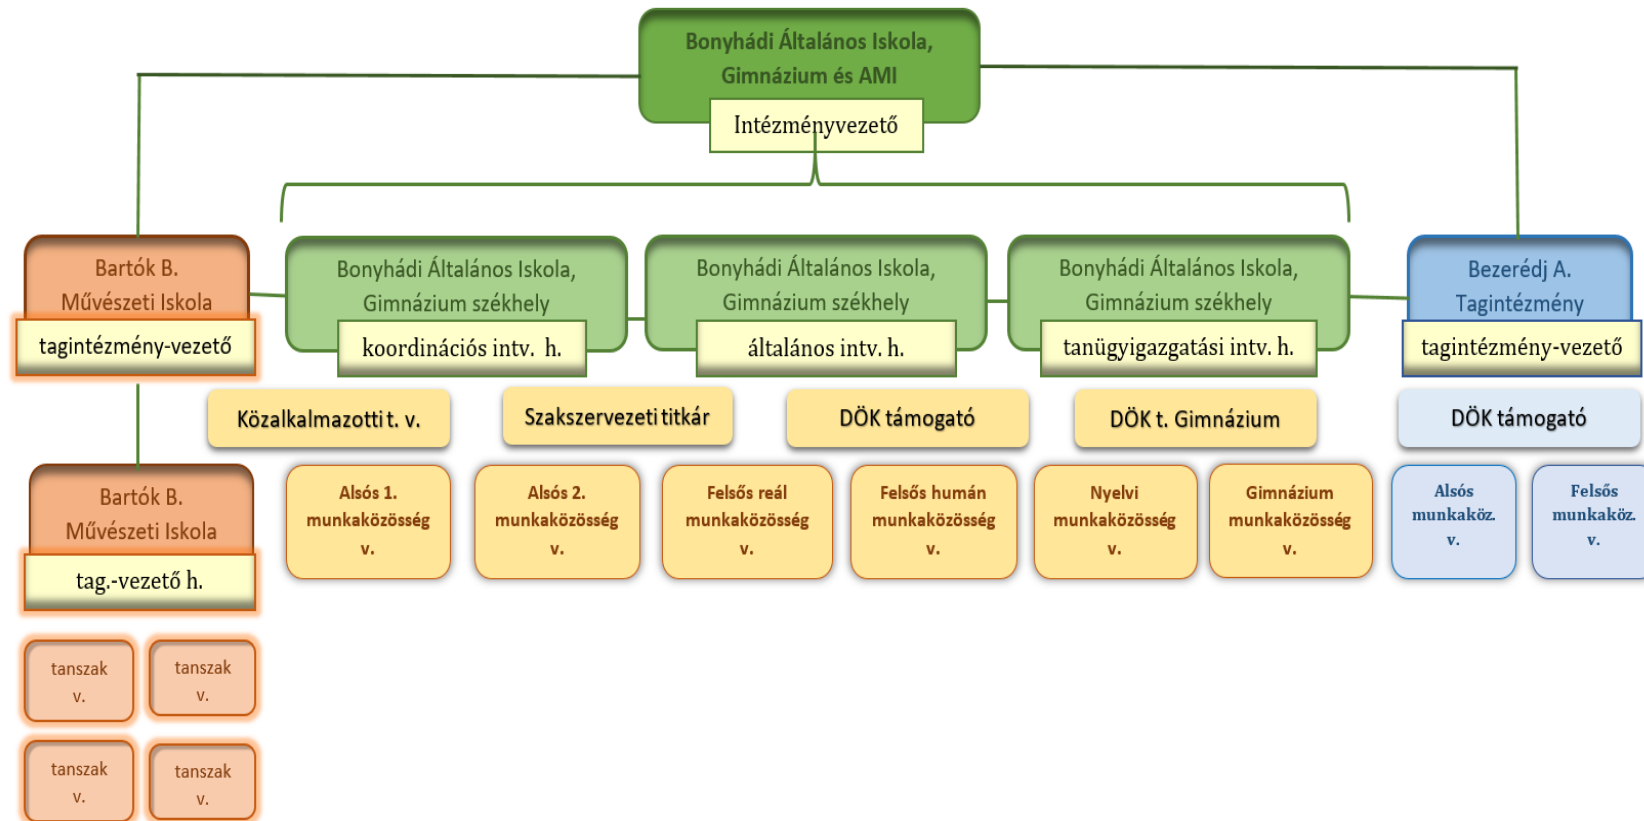 Bonyhádi Általános Iskola,
Gimnázium és AMI
Intézményvezető
Bartók B.
Művészeti Iskola
tagintézmény-vezető
Bonyhádi Általános Iskola,
Gimnázium székhely
koordinációs intv. h.
Bonyhádi Általános Iskola,
Gimnázium székhely
általános intv. h.
Bonyhádi Általános Iskola,
Gimnázium székhely
tanügyigazgatási intv. h.
Bezerédj A.
Tagintézmény
tagintézmény-vezető
Közalkalmazotti t. v.
Szakszervezeti titkár
DÖK támogató
DÖK t. Gimnázium
DÖK támogató
Bartók B.
Művészeti Iskola
tag.-vezető h.
Alsós 1.
munkaközösség
v.
Alsós 2.
munkaközösség
v.
Felsős reál
munkaközösség
v.
Felsős humán
munkaközösség
v.
Nyelvi
munkaközösség
v.
Gimnázium
munkaközösség
v.
Alsós
munkaköz.
v.
Felsős
munkaköz.
v.
tanszak
v.
tanszak
v.
tanszak
v.
tanszak
v.